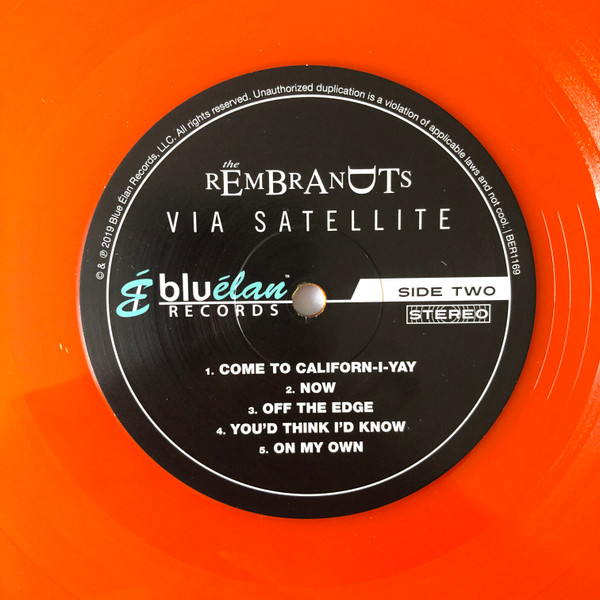 © & ℗ 2019 Blue Élan Records, LLC. All rights reserved. Unauthorized duplication is a violation of applicable laws and not cool. | BER1169
the
REMBRANDTS
VIA SATELLITE
bluélan™
RECORDS
SIDE TWO
STEREO
1. COME TO CALIFORN-I-YAY
2. NOW
3. OFF THE EDGE
4. YOU'D THINK I'D KNOW
5. ON MY OWN